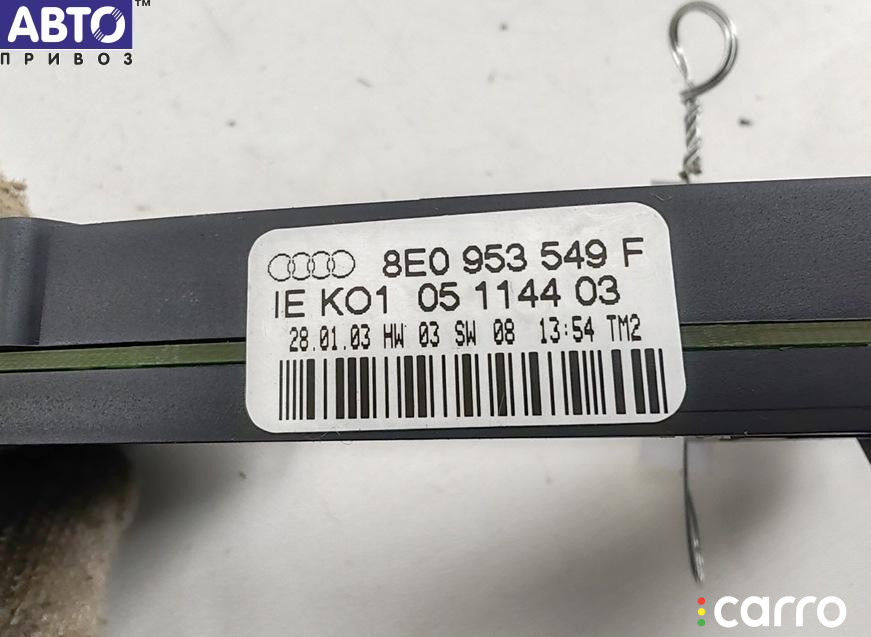 АВТО™
ПРИВОЗ
8E0 953 549 F
IE KO1 05 1144 03
28.01.03 HW 03 SW 08 13:54 TM2
carro